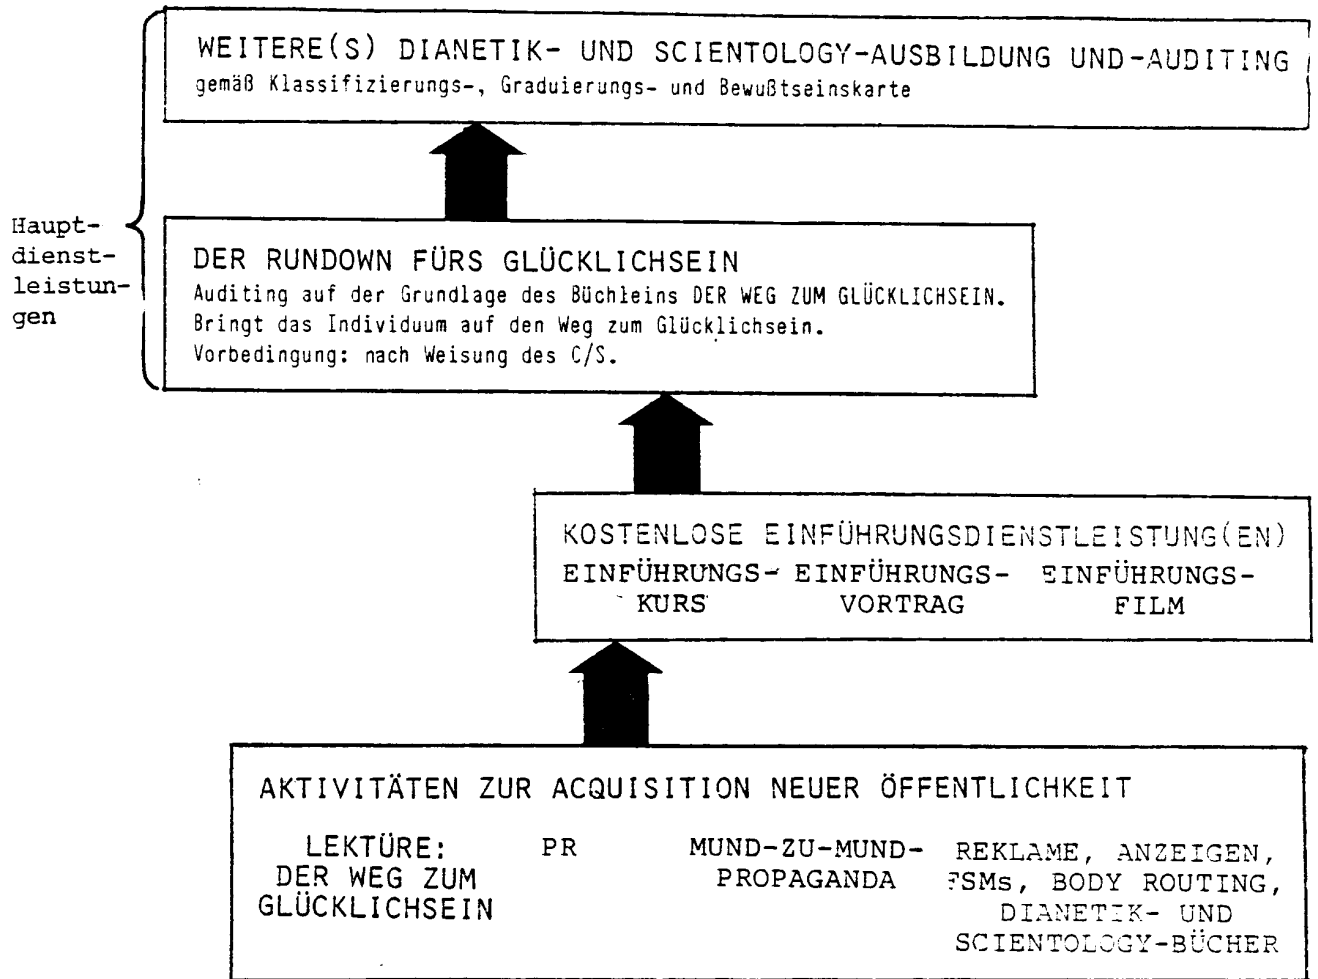 WEITERE(S) DIANETIK- UND SCIENTOLOGY-AUSBILDUNG UND-AUDITING
gemäß Klassifizierungs-, Graduierungs- und Bewußtseinskarte
Haupt-
dienst-
leistun-
gen
DER RUNDOWN FÜRS GLÜCKLICHSEIN
Auditing auf der Grundlage des Büchleins DER WEG ZUM GLÜCKLICHSEIN.
Bringt das Individuum auf den Weg zum Glücklichsein.
Vorbedingung: nach Weisung des C/S.
KOSTENLOSE EINFÜHRUNGSDIENSTLEISTUNG(EN)
EINFÜHRUNGS- EINFÜHRUNGS- EINFÜHRUNGS-
KURS VORTRAG FILM
AKTIVITÄTEN ZUR ACQUISITION NEUER ÖFFENTLICHKEIT
LEKTÜRE:
DER WEG ZUM
GLÜCKLICHSEIN
PR
MUND-ZU-MUND-
PROPAGANDA
REKLAME, ANZEIGEN,
FSMs, BODY ROUTING,
DIANETIK- UND
SCIENTOLOGY-BÜCHER